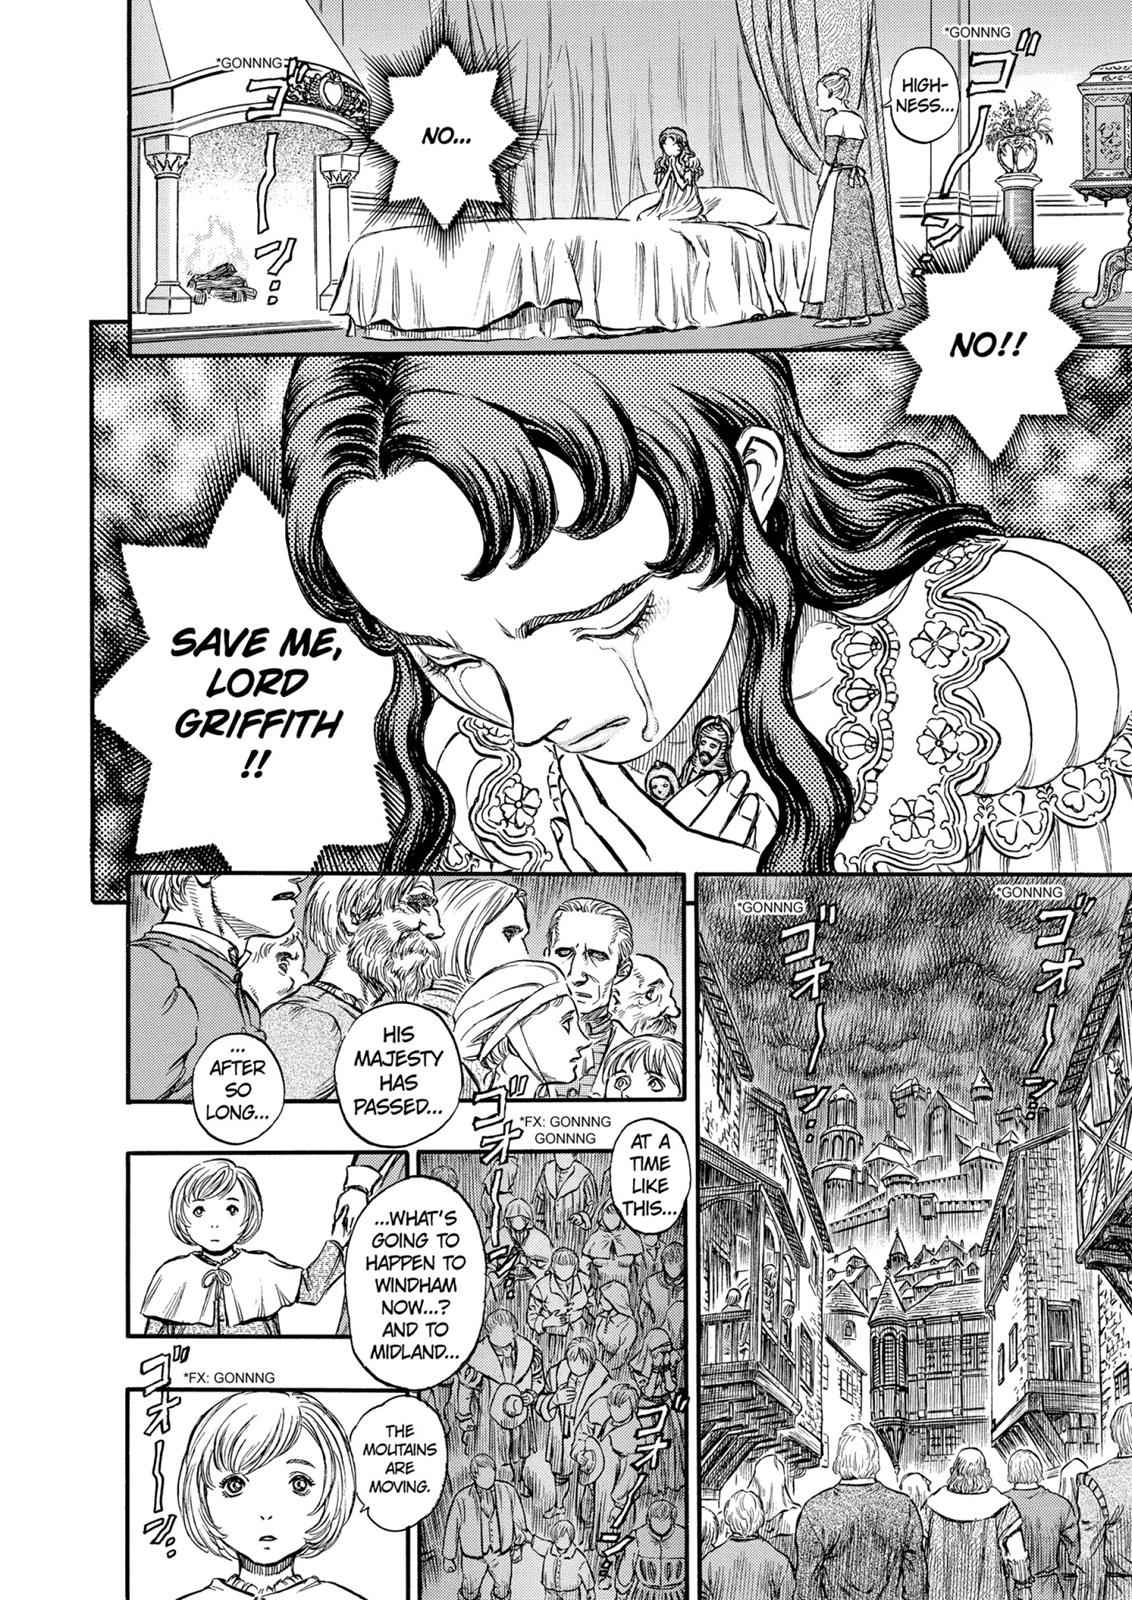 *GONNNG
ゴ
ーン…
HIGH-
NESS...
NO...
*GONNNG
ゴ
ーン…
NO!!
SAVE ME,
LORD
GRIFFITH
!!
*GONNNG
ゴオーン…
*GONNNG
ゴオーン…
HIS
MAJESTY
HAS
PASSED...
...
AFTER
SO
LONG...
*FX: GONNNG
GONNNG
ゴオーン…
AT A
TIME
LIKE
THIS...
...WHAT'S
GOING TO
HAPPEN TO
WINDHAM
NOW...?
AND TO
MIDLAND...
ゴオーン…
*FX: GONNNG
ゴオーン…
THE
MOUTAINS
ARE
MOVING.